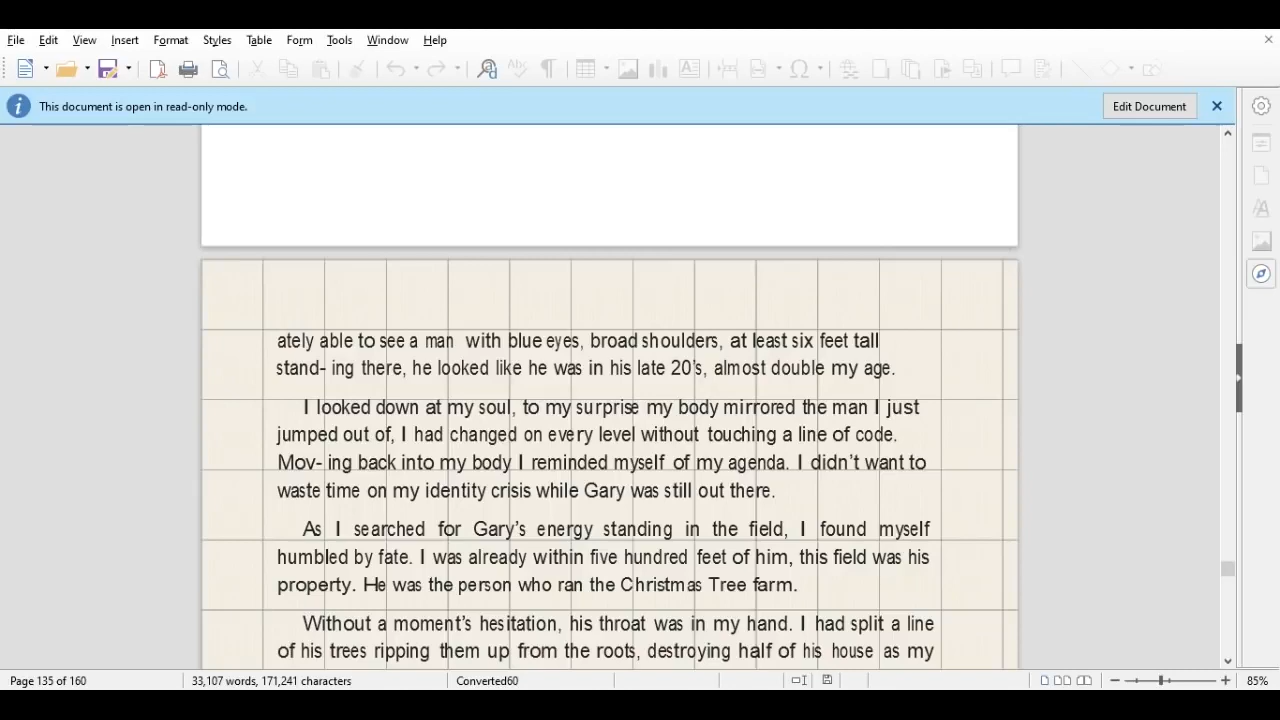 File Edit View Insert Format Styles Table Form Tools Window Help
This document is open in read-only mode.
Edit Document
ately able to see a man with blue eyes, broad shoulders, at least six feet tall
stand- ing there, he looked like he was in his late 20’s, almost double my age.
I looked down at my soul, to my surprise my body mirrored the man I just
jumped out of, I had changed on every level without touching a line of code.
Mov- ing back into my body I reminded myself of my agenda. I didn’t want to
waste time on my identity crisis while Gary was still out there.
As I searched for Gary’s energy standing in the field, I found myself
humbled by fate. I was already within five hundred feet of him, this field was his
property. He was the person who ran the Christmas Tree farm.
Without a moment’s hesitation, his throat was in my hand. I had split a line
of his trees ripping them up from the roots, destroying half of his house as my
Page 135 of 160 33,107 words, 171,241 characters Converted60 85%